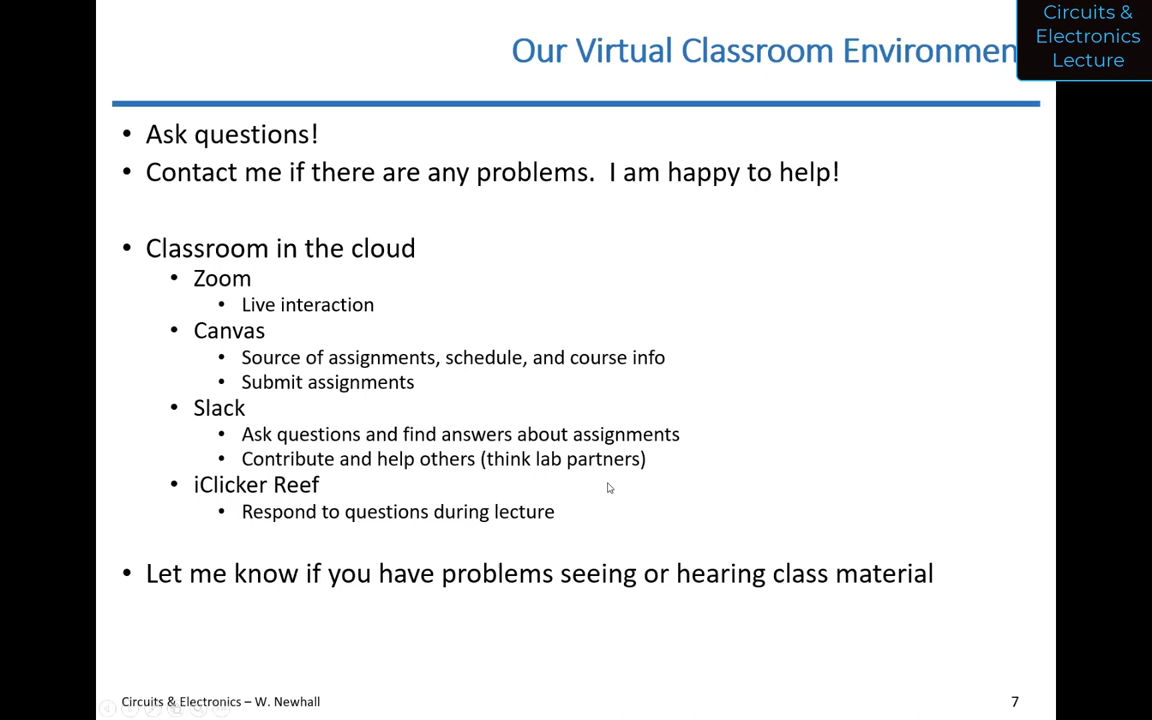 Our Virtual Classroom Environmen
Circuits &
Electronics
Lecture
• Ask questions!
• Contact me if there are any problems.  I am happy to help!
• Classroom in the cloud
• Zoom
• Live interaction
• Canvas
• Source of assignments, schedule, and course info
• Submit assignments
• Slack
• Ask questions and find answers about assignments
• Contribute and help others (think lab partners)
• iClicker Reef
• Respond to questions during lecture
• Let me know if you have problems seeing or hearing class material
Circuits & Electronics – W. Newhall
7